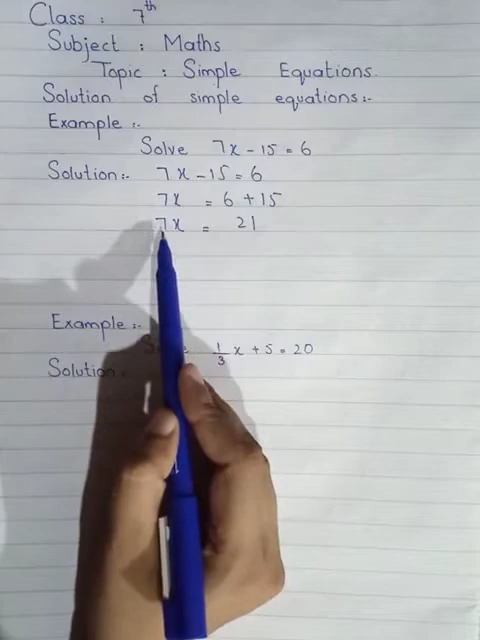 Class : 7th
Subject : Maths
Topic : Simple Equations.
Solution of simple equations:-
Example :-
Solve 7x - 15 = 6
Solution:- 7x - 15 = 6
7x = 6 + 15
7x = 21
Example :-
1/3 x + 5 = 20
Solution